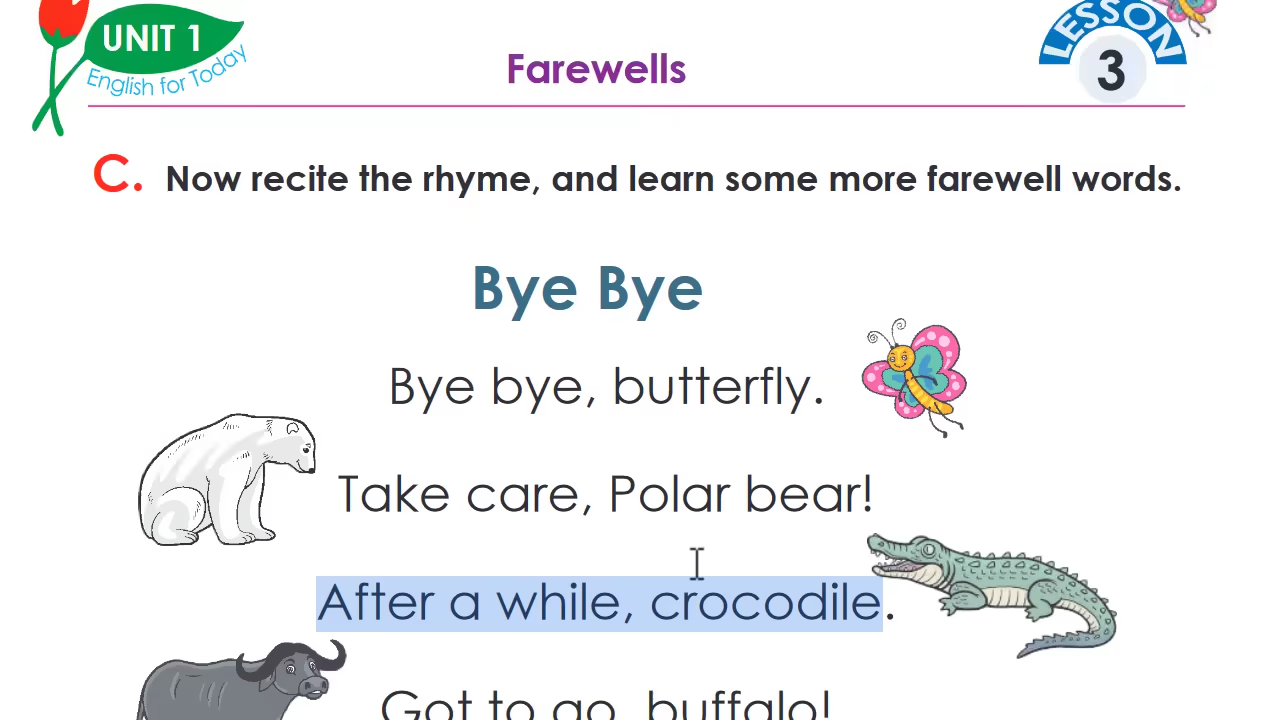 UNIT 1
English for Today
Farewells
LESSON
3
C. Now recite the rhyme, and learn some more farewell words.
Bye Bye
Bye bye, butterfly.
Take care, Polar bear!
After a while, crocodile.
Got to go, buffalo!